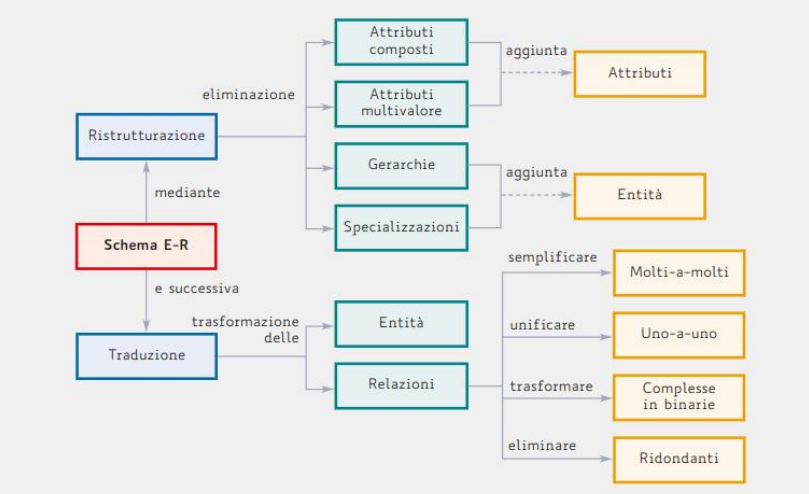 Attributi
composti
aggiunta
Attributi
eliminazione
Attributi
multivalore
Ristrutturazione
Gerarchie
aggiunta
mediante
Entità
Specializzazioni
Schema E-R
semplificare
Molti-a-molti
e successiva
trasformazione
delle
Entità
unificare
Uno-a-uno
Traduzione
Relazioni
trasformare
Complesse
in binarie
eliminare
Ridondanti